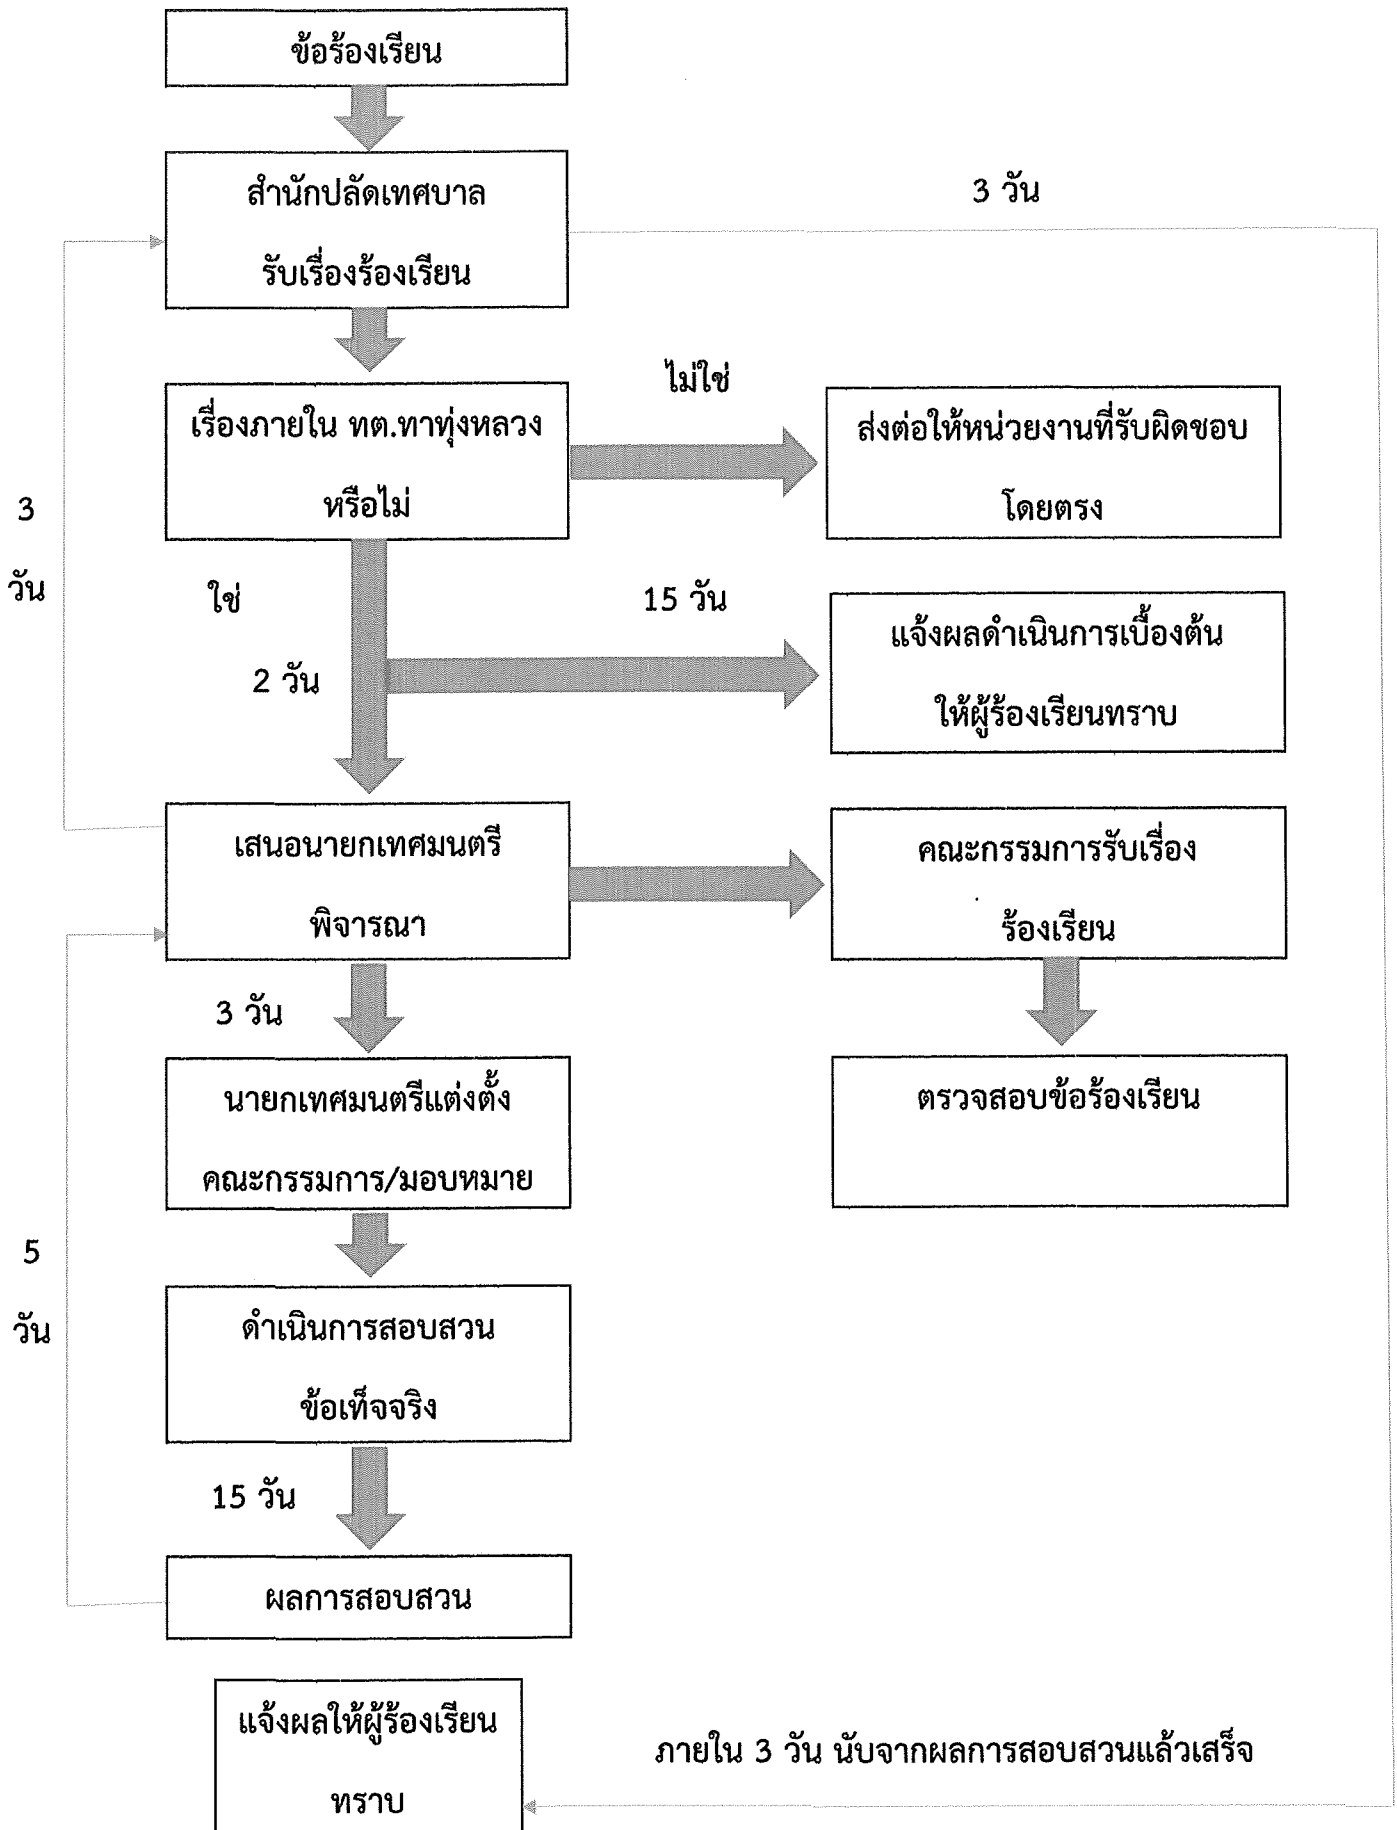 ข้อร้องเรียน
สำนักปลัดเทศบาล
รับเรื่องร้องเรียน
3 วัน
เรื่องภายใน ทต.ทาทุ่งหลวง
หรือไม่
ไม่ใช่
ส่งต่อให้หน่วยงานที่รับผิดชอบ
โดยตรง
3
วัน
ใช่
2 วัน
15 วัน
แจ้งผลดำเนินการเบื้องต้น
ให้ผู้ร้องเรียนทราบ
เสนอนายกเทศมนตรี
พิจารณา
คณะกรรมการรับเรื่อง
ร้องเรียน
3 วัน
นายกเทศมนตรีแต่งตั้ง
คณะกรรมการ/มอบหมาย
ตรวจสอบข้อร้องเรียน
5
วัน
ดำเนินการสอบสวน
ข้อเท็จจริง
15 วัน
ผลการสอบสวน
แจ้งผลให้ผู้ร้องเรียน
ทราบ
ภายใน 3 วัน นับจากผลการสอบสวนแล้วเสร็จ